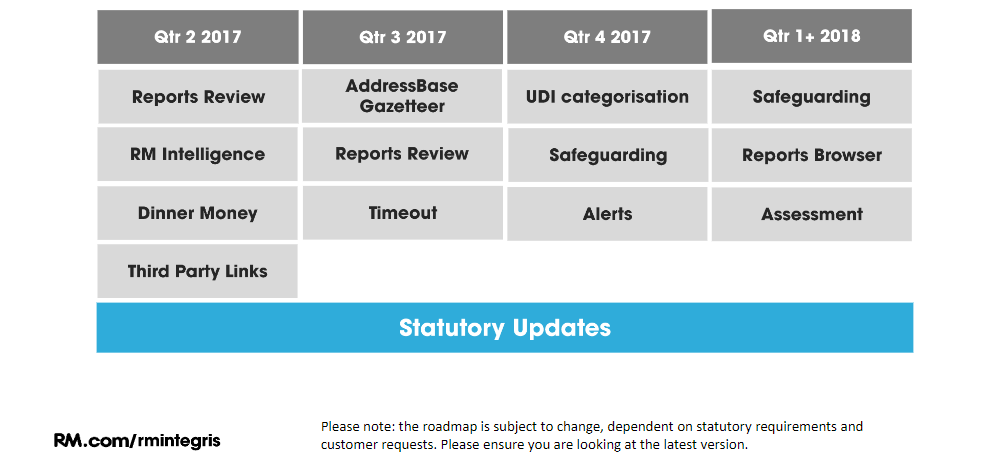 Qtr 2 2017 Qtr 3 2017 Qtr 4 2017 Qtr 1+ 2018
Reports Review AddressBase Gazetteer UDI categorisation Safeguarding
RM Intelligence Reports Review Safeguarding Reports Browser
Dinner Money Timeout Alerts Assessment
Third Party Links
Statutory Updates
RM.com/rmintegris
Please note: the roadmap is subject to change, dependent on statutory requirements and
customer requests. Please ensure you are looking at the latest version.